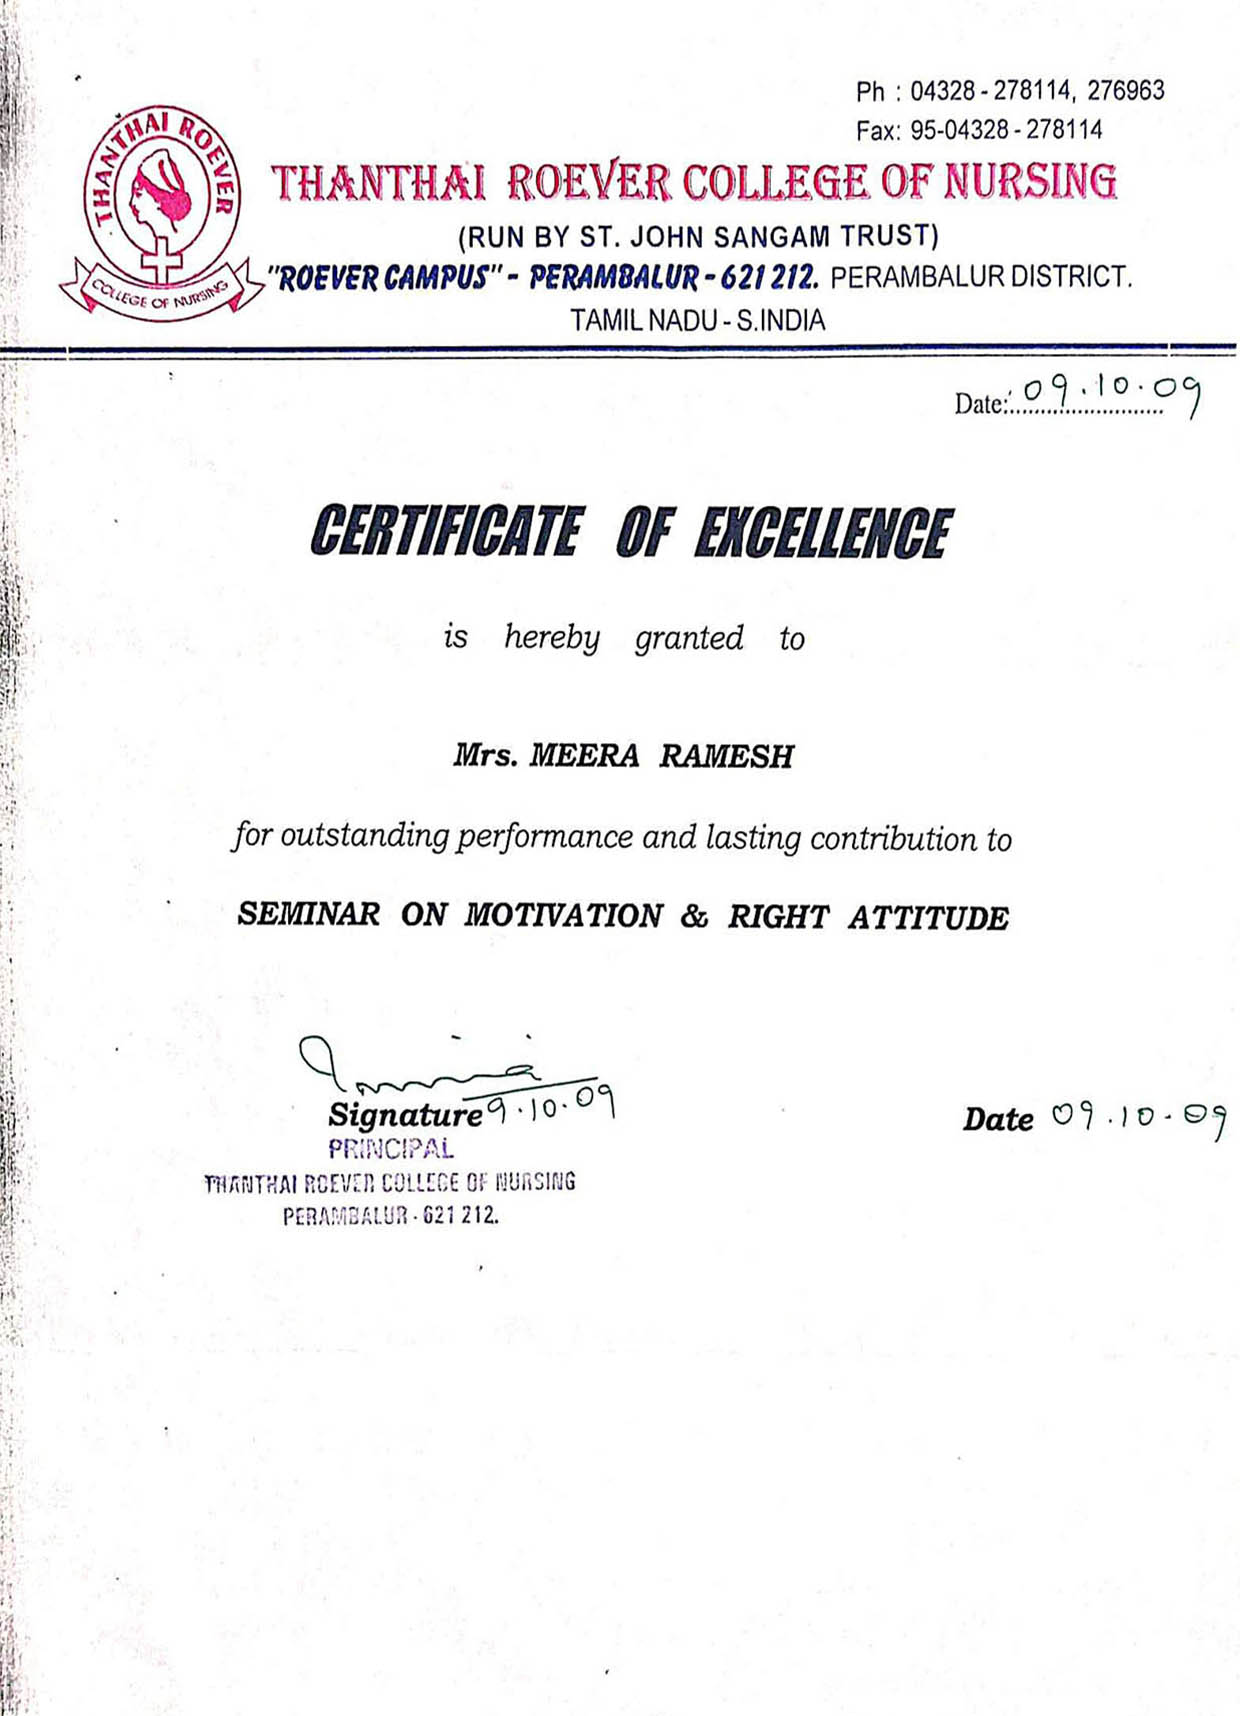 Ph : 04328 - 278114, 276963
Fax: 95-04328 - 278114
THANTHAI ROEVER
COLLEGE OF NURSING
THANTHAI ROEVER COLLEGE OF NURSING
(RUN BY ST. JOHN SANGAM TRUST)
"ROEVER CAMPUS" - PERAMBALUR - 621 212. PERAMBALUR DISTRICT.
TAMIL NADU - S.INDIA
Date: 09.10.09
CERTIFICATE OF EXCELLENCE
is hereby granted to
Mrs. MEERA RAMESH
for outstanding performance and lasting contribution to
SEMINAR ON MOTIVATION & RIGHT ATTITUDE
Signature 9.10.09
Date 09.10.09
PRINCIPAL
THANTHAI ROEVER COLLEGE OF NURSING
PERAMBALUR - 621 212.